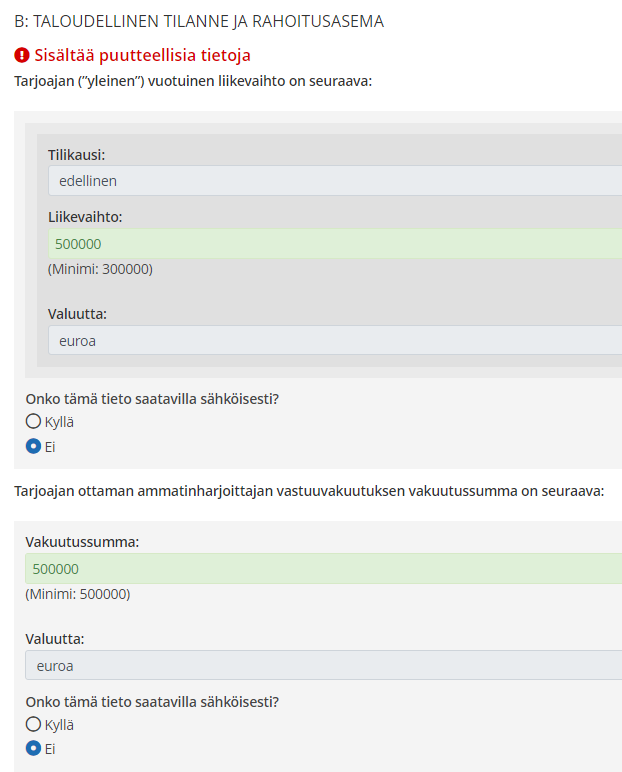 B: TALOUDELLINEN TILANNE JA RAHOITUSASEMA
Sisältää puutteellisia tietoja
Tarjoajan (”yleinen”) vuotuinen liikevaihto on seuraava:
Tilikausi:
edellinen
Liikevaihto:
500000
(Minimi: 300000)
Valuutta:
euroa
Onko tämä tieto saatavilla sähköisesti?
Kyllä
Ei
Tarjoajan ottaman ammatinharjoittajan vastuuvakuutuksen vakuutussumma on seuraava:
Vakuutussumma:
500000
(Minimi: 500000)
Valuutta:
euroa
Onko tämä tieto saatavilla sähköisesti?
Kyllä
Ei